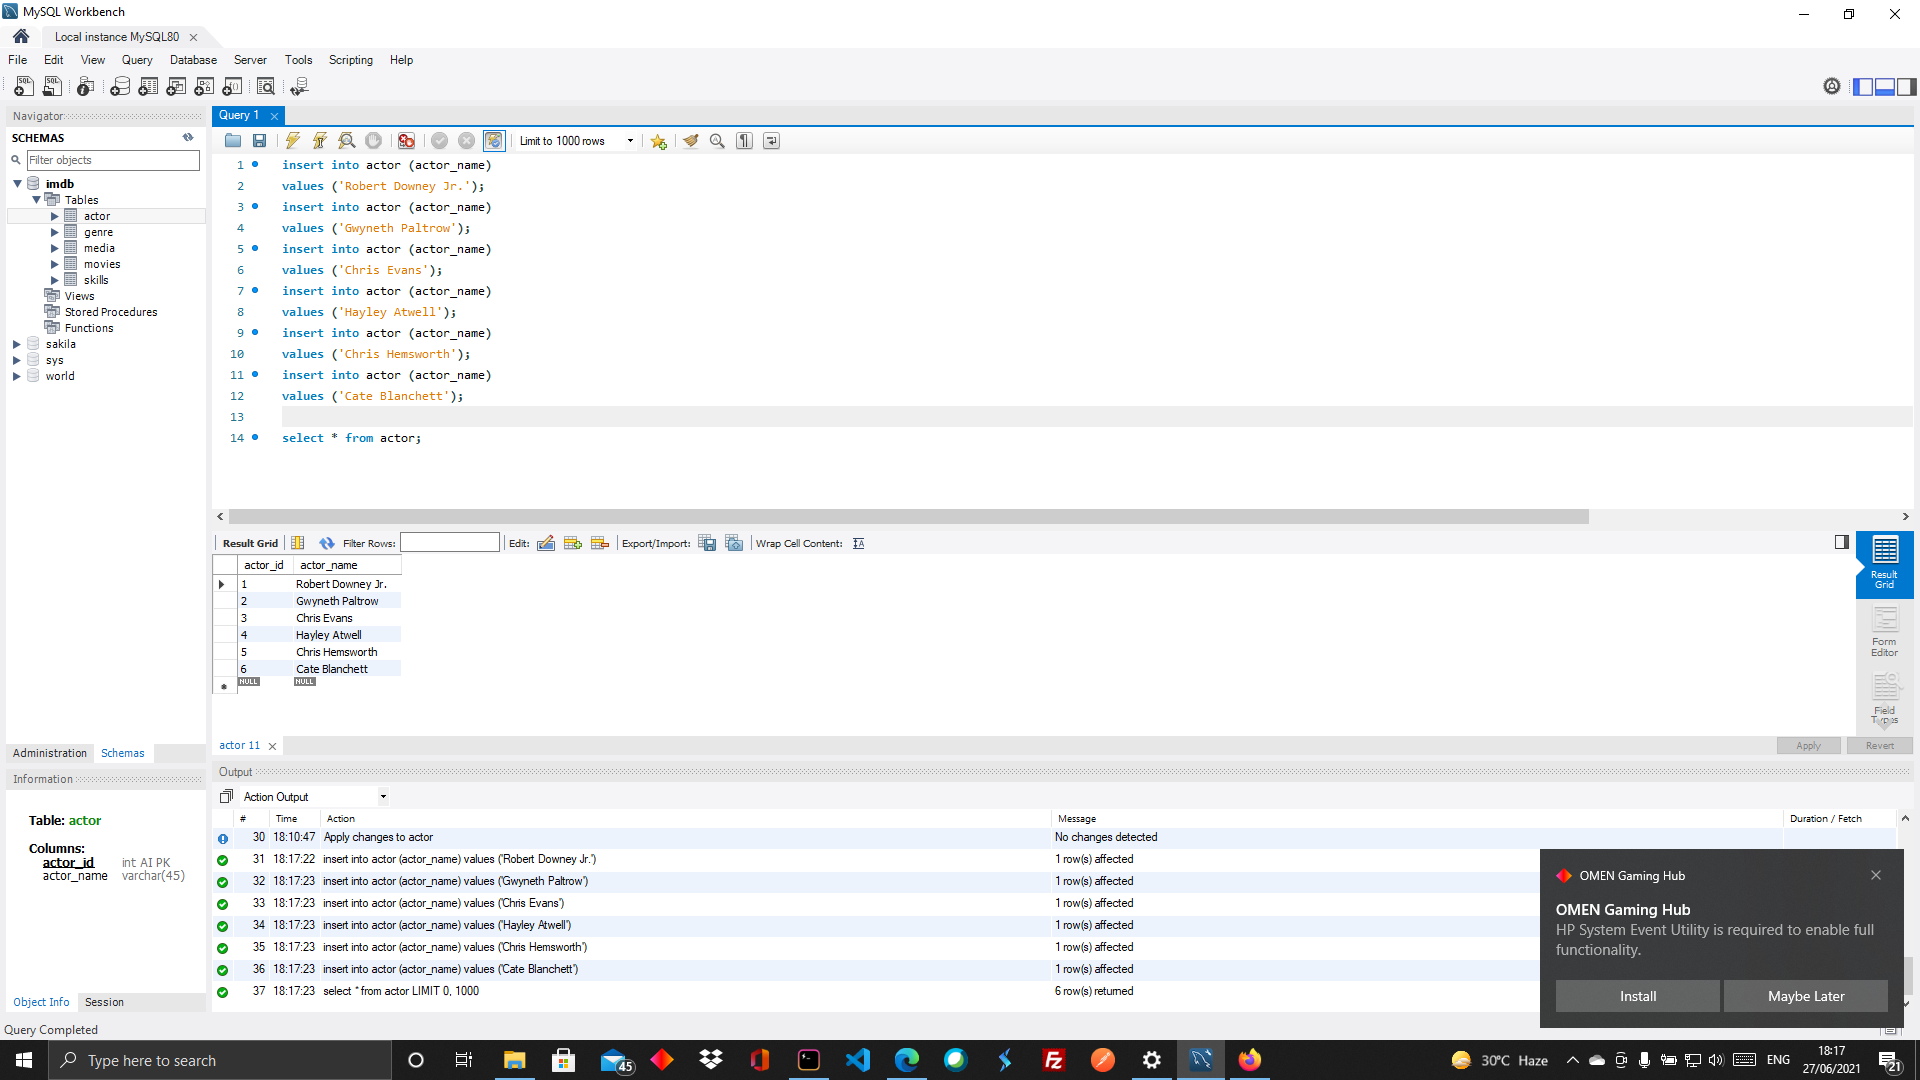 MySQL Workbench
Local instance MySQL80
File Edit View Query Database Server Tools Scripting Help
Navigator
SCHEMAS
Filter objects
imdb
Tables
actor
genre
media
movies
skills
Views
Stored Procedures
Functions
sakila
sys
world
Administration Schemas
Information
Table: actor
Columns:
actor_id int AI PK
actor_name varchar(45)
Object Info Session
Query 1
Limit to 1000 rows
1 insert into actor (actor_name)
2 values ('Robert Downey Jr.');
3 insert into actor (actor_name)
4 values ('Gwyneth Paltrow');
5 insert into actor (actor_name)
6 values ('Chris Evans');
7 insert into actor (actor_name)
8 values ('Hayley Atwell');
9 insert into actor (actor_name)
10 values ('Chris Hemsworth');
11 insert into actor (actor_name)
12 values ('Cate Blanchett');
13
14 select * from actor;
Result Grid Filter Rows: Edit: Export/Import: Wrap Cell Content:
actor_id actor_name
1 Robert Downey Jr.
2 Gwyneth Paltrow
3 Chris Evans
4 Hayley Atwell
5 Chris Hemsworth
6 Cate Blanchett
NULL NULL
Result
Grid
Form
Editor
Field
Types
actor 11
Apply Revert
Output
Action Output
# Time Action Message Duration / Fetch
30 18:10:47 Apply changes to actor No changes detected
31 18:17:22 insert into actor (actor_name) values ('Robert Downey Jr.') 1 row(s) affected
32 18:17:23 insert into actor (actor_name) values ('Gwyneth Paltrow') 1 row(s) affected
33 18:17:23 insert into actor (actor_name) values ('Chris Evans') 1 row(s) affected
34 18:17:23 insert into actor (actor_name) values ('Hayley Atwell') 1 row(s) affected
35 18:17:23 insert into actor (actor_name) values ('Chris Hemsworth') 1 row(s) affected
36 18:17:23 insert into actor (actor_name) values ('Cate Blanchett') 1 row(s) affected
37 18:17:23 select * from actor LIMIT 0, 1000 6 row(s) returned
OMEN Gaming Hub
OMEN Gaming Hub
HP System Event Utility is required to enable full
functionality.
Install Maybe Later
Query Completed
Type here to search
45
30°C Haze
ENG
18:17
27/06/2021
21